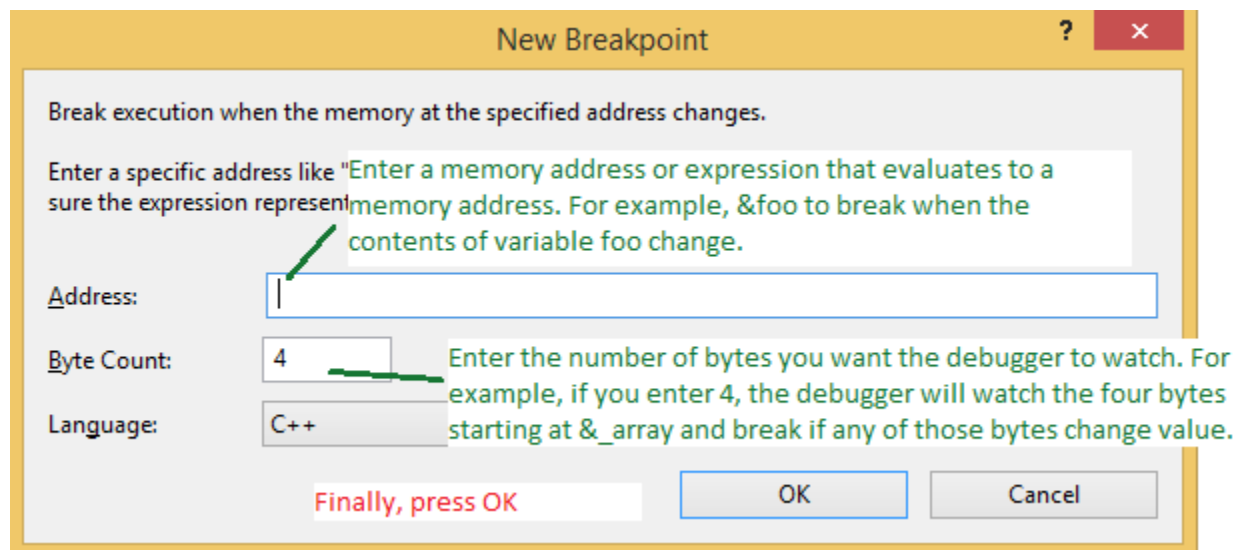 New Breakpoint
?
Break execution when the memory at the specified address changes.
Enter a specific address like "Enter a memory address or expression that evaluates to a
sure the expression representmemory address. For example, &foo to break when the
contents of variable foo change.
Address:
Byte Count:
4
Enter the number of bytes you want the debugger to watch. For
example, if you enter 4, the debugger will watch the four bytes
Language:
C++
starting at &_array and break if any of those bytes change value.
Finally, press OK
OK
Cancel